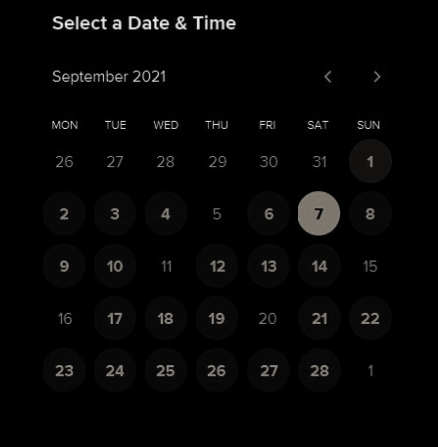 Select a Date & Time
September 2021
MON TUE WED THU FRI SAT SUN
26 27 28 29 30 31 1
2 3 4 5 6 7 8
9 10 11 12 13 14 15
16 17 18 19 20 21 22
23 24 25 26 27 28 1